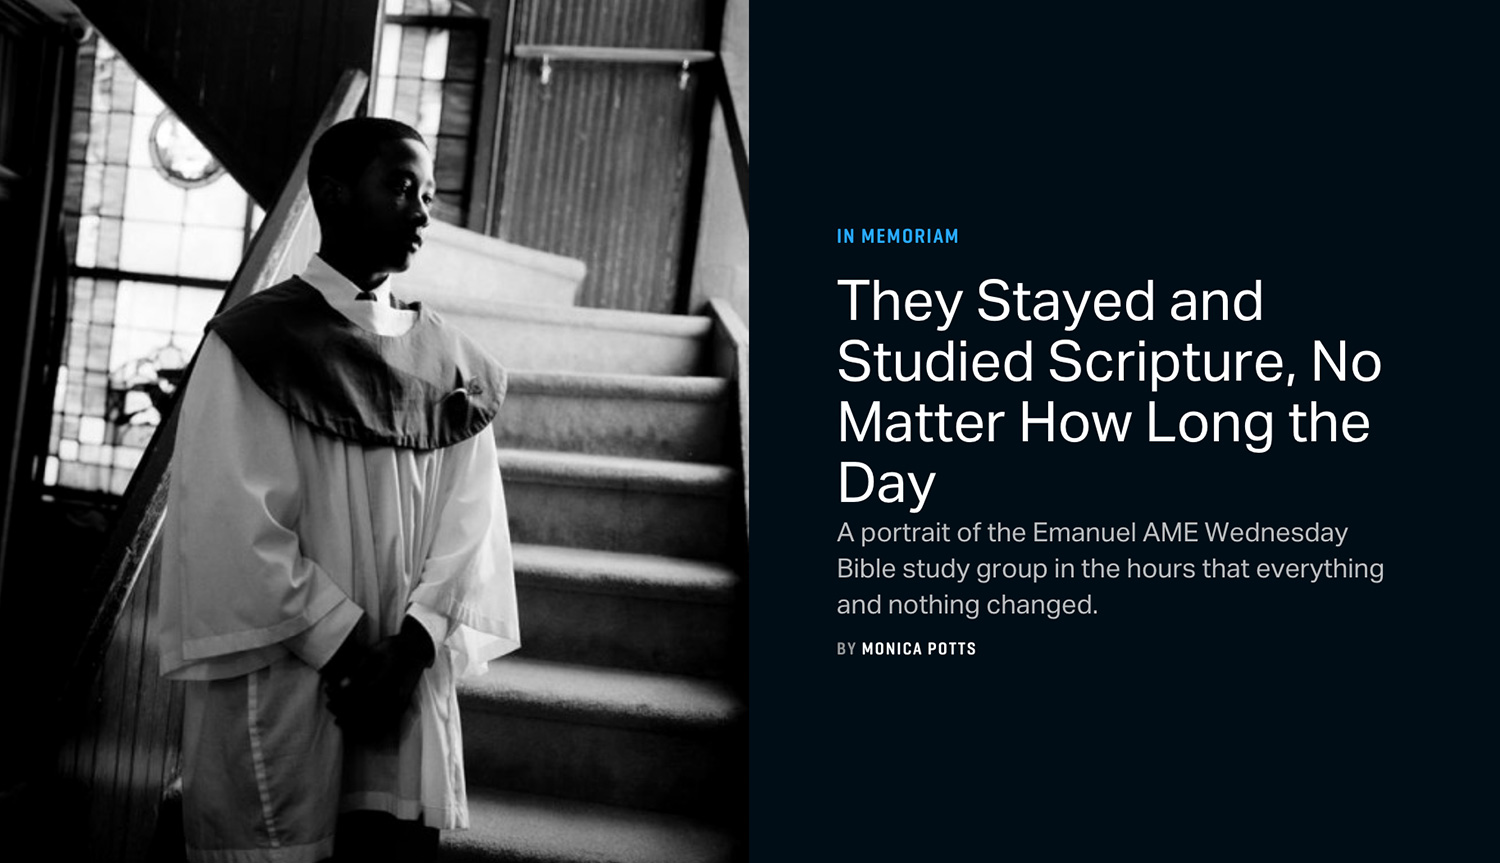 IN MEMORIAM
They Stayed and
Studied Scripture, No
Matter How Long the
Day
A portrait of the Emanuel AME Wednesday
Bible study group in the hours that everything
and nothing changed.
BY MONICA POTTS